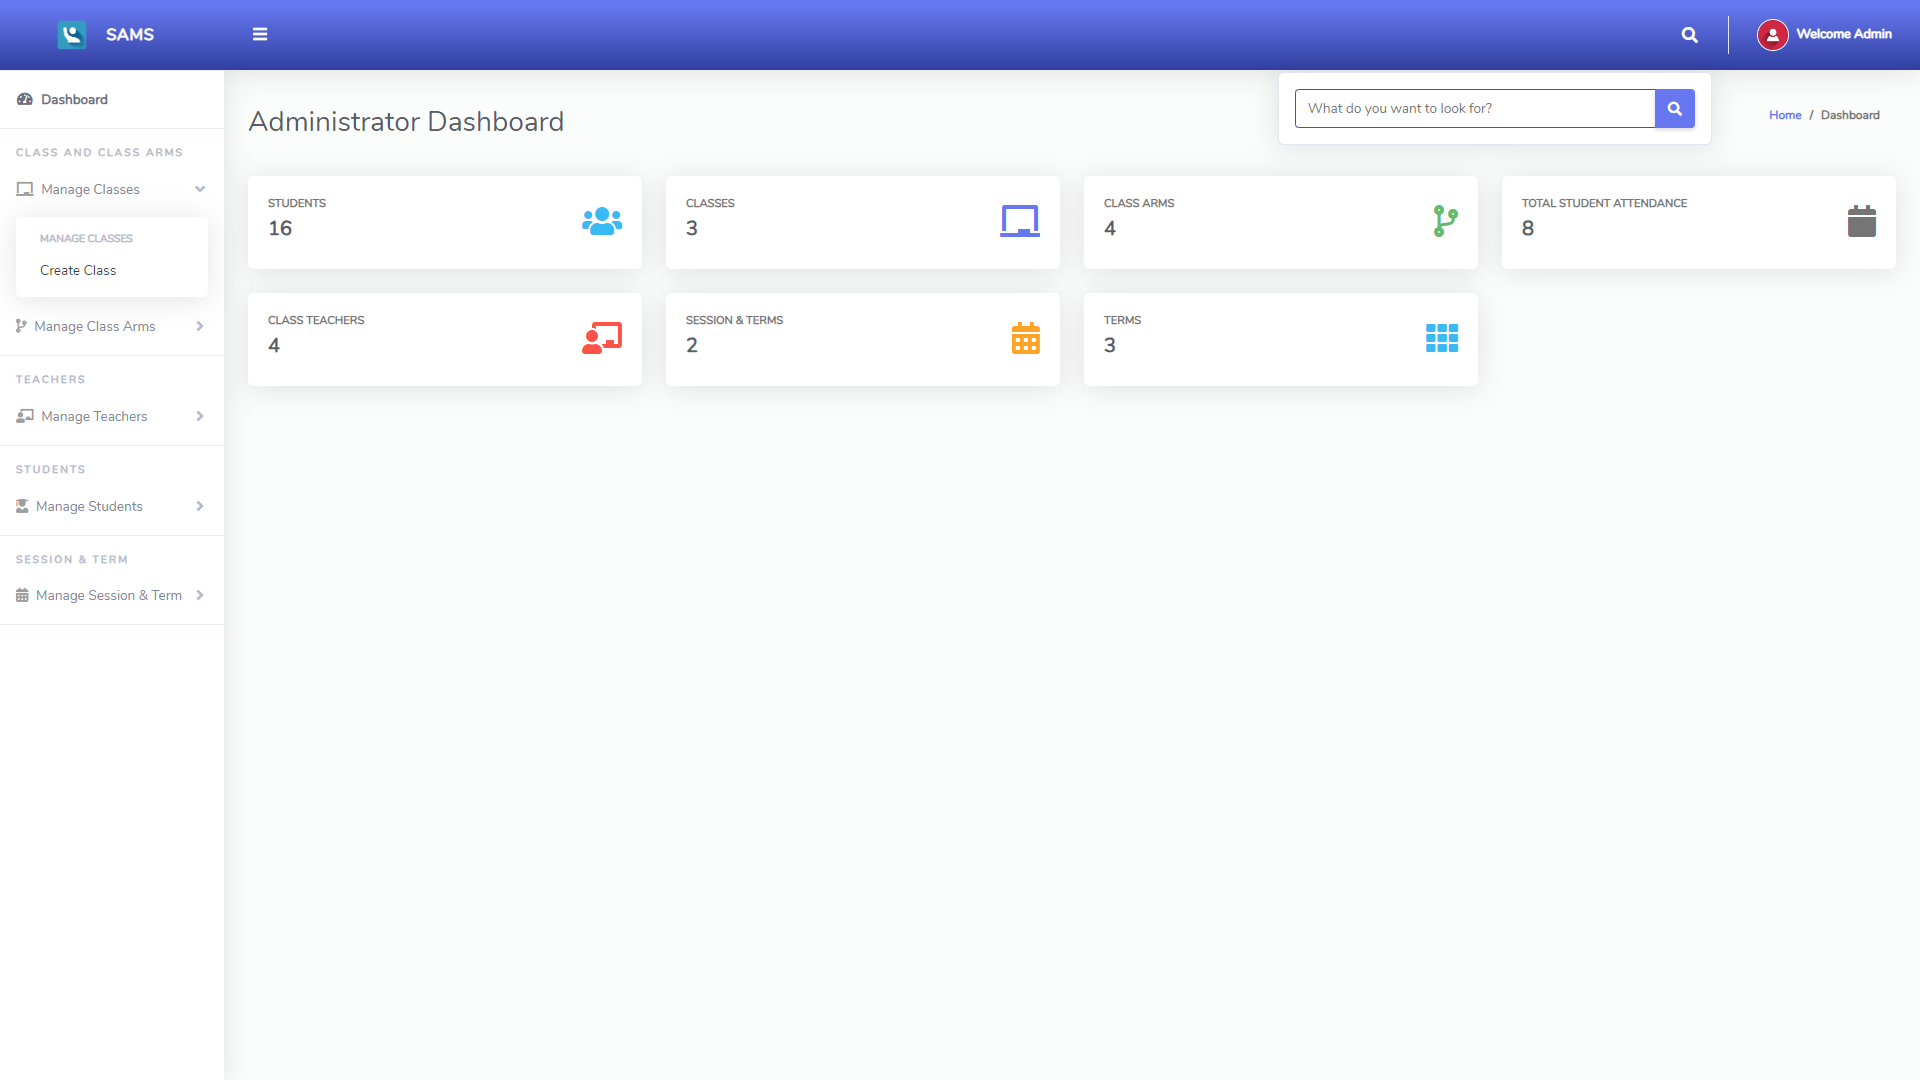 SAMS
Welcome Admin
Dashboard
CLASS AND CLASS ARMS
Manage Classes
MANAGE CLASSES
Create Class
Manage Class Arms
TEACHERS
Manage Teachers
STUDENTS
Manage Students
SESSION & TERM
Manage Session & Term
Administrator Dashboard
What do you want to look for?
Home / Dashboard
STUDENTS
16
CLASSES
3
CLASS ARMS
4
TOTAL STUDENT ATTENDANCE
8
CLASS TEACHERS
4
SESSION & TERMS
2
TERMS
3